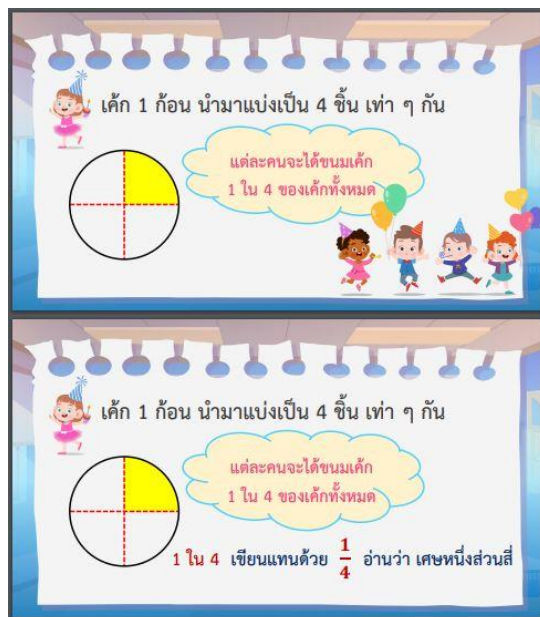 เค้ก 1 ก้อน นำมาแบ่งเป็น 4 ชิ้น เท่า ๆ กัน
แต่ละคนจะได้ขนมเค้ก
1 ใน 4 ของเค้กทั้งหมด
เค้ก 1 ก้อน นำมาแบ่งเป็น 4 ชิ้น เท่า ๆ กัน
แต่ละคนจะได้ขนมเค้ก
1 ใน 4 ของเค้กทั้งหมด
1 ใน 4 เขียนแทนด้วย 1/4 อ่านว่า เศษหนึ่งส่วนสี่